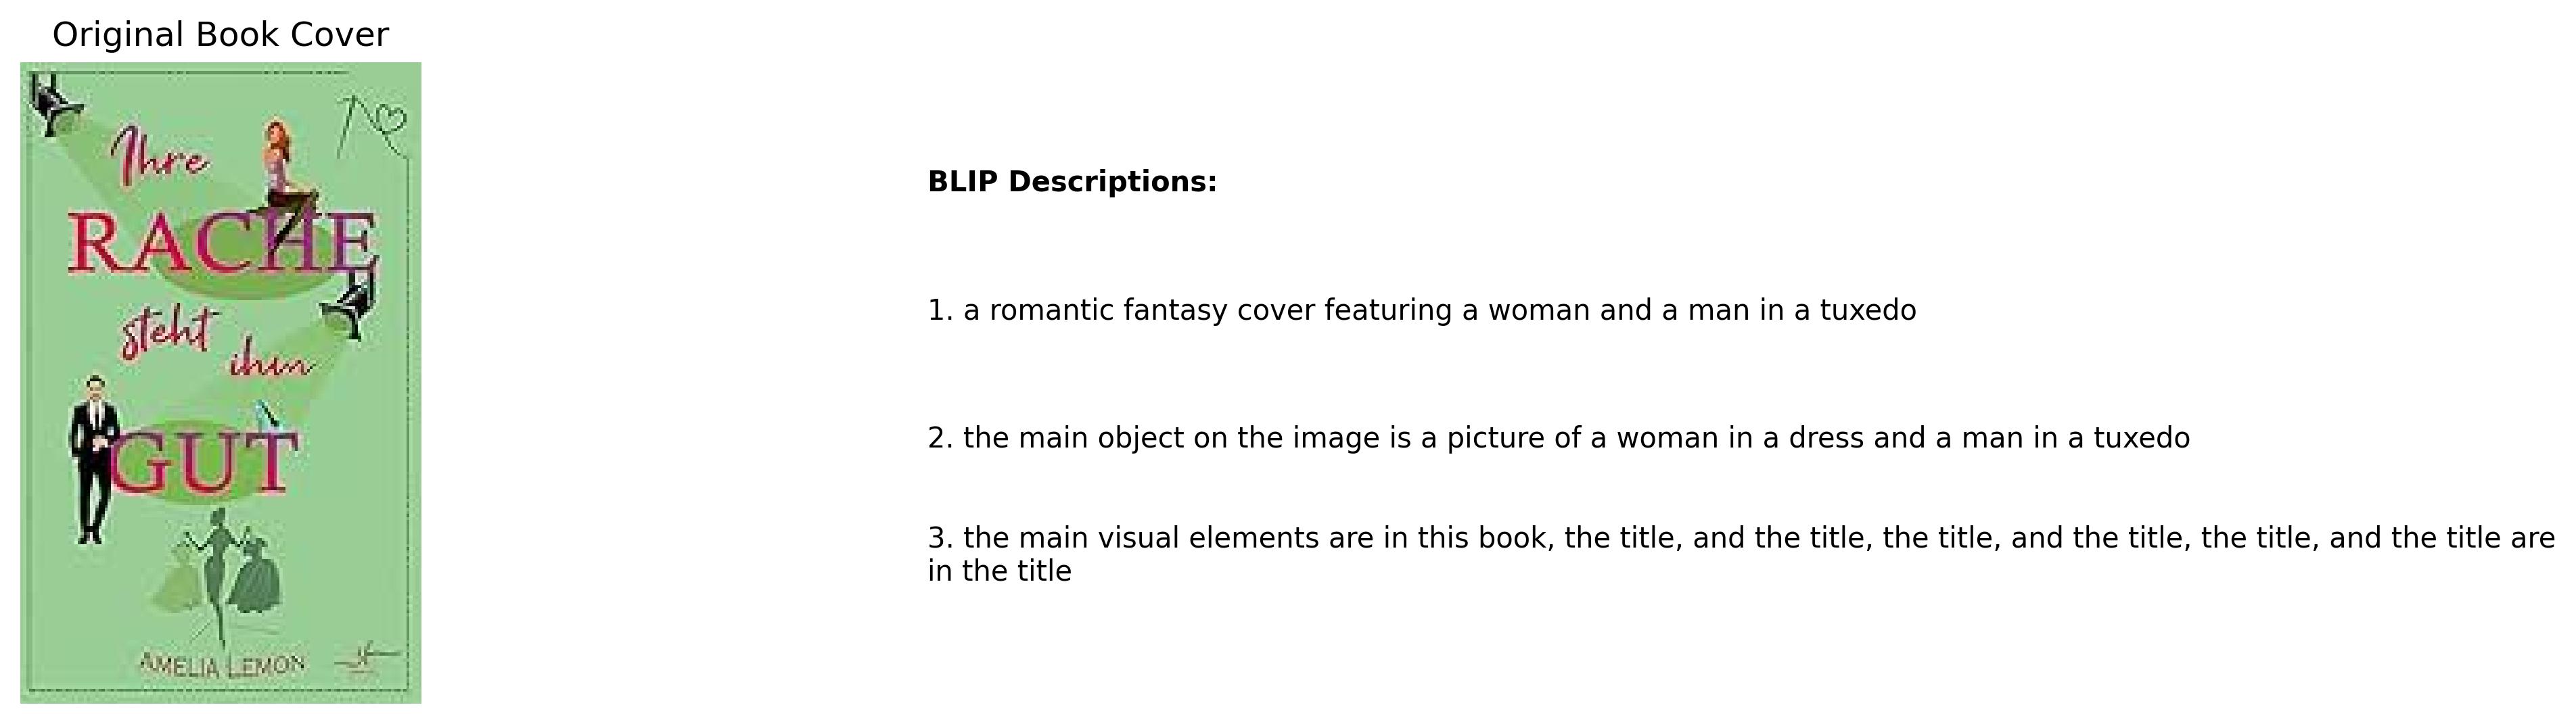 Original Book Cover
Ihre
RACHE
steht
ihm
GUT
AMELIA LEMON
BLIP Descriptions:
1. a romantic fantasy cover featuring a woman and a man in a tuxedo
2. the main object on the image is a picture of a woman in a dress and a man in a tuxedo
3. the main visual elements are in this book, the title, and the title, the title, and the title, the title, and the title are
in the title